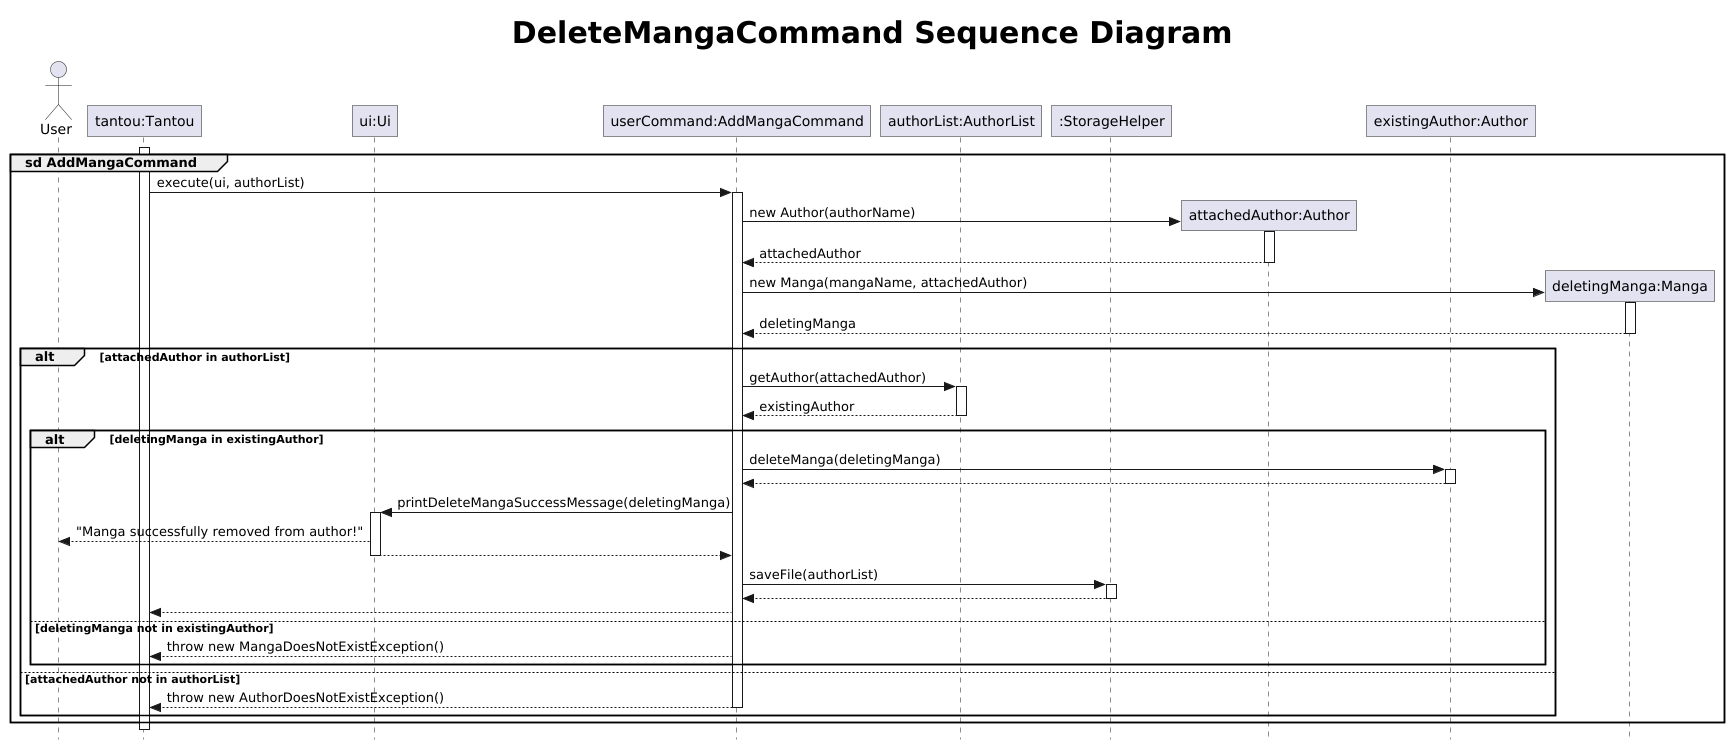 DeleteMangaCommand Sequence Diagram
User
tantou:Tantou
ui:Ui
userCommand:AddMangaCommand
authorList:AuthorList
:StorageHelper
existingAuthor:Author
sd AddMangaCommand
execute(ui, authorList)
new Author(authorName)
attachedAuthor:Author
attachedAuthor
new Manga(mangaName, attachedAuthor)
deletingManga:Manga
deletingManga
alt
[attachedAuthor in authorList]
getAuthor(attachedAuthor)
existingAuthor
alt
[deletingManga in existingAuthor]
deleteManga(deletingManga)
printDeleteMangaSuccessMessage(deletingManga)
"Manga successfully removed from author!"
saveFile(authorList)
[deletingManga not in existingAuthor]
throw new MangaDoesNotExistException()
[attachedAuthor not in authorList]
throw new AuthorDoesNotExistException()